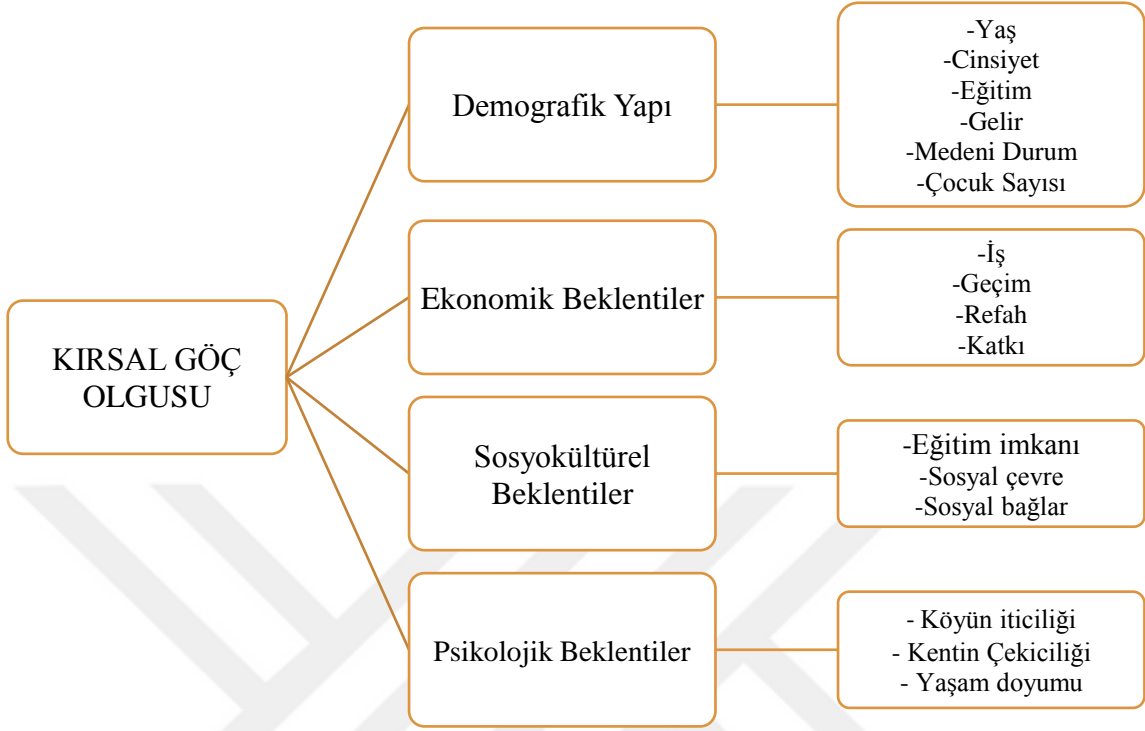 KIRSAL GÖÇ
OLGUSU
Demografik Yapı
-Yaş
-Cinsiyet
-Eğitim
-Gelir
-Medeni Durum
-Çocuk Sayısı
Ekonomik Beklentiler
-İş
-Geçim
-Refah
-Katkı
Sosyokültürel
Beklentiler
-Eğitim imkanı
-Sosyal çevre
-Sosyal bağlar
Psikolojik Beklentiler
- Köyün iticiliği
- Kentin Çekiciliği
- Yaşam doyumu